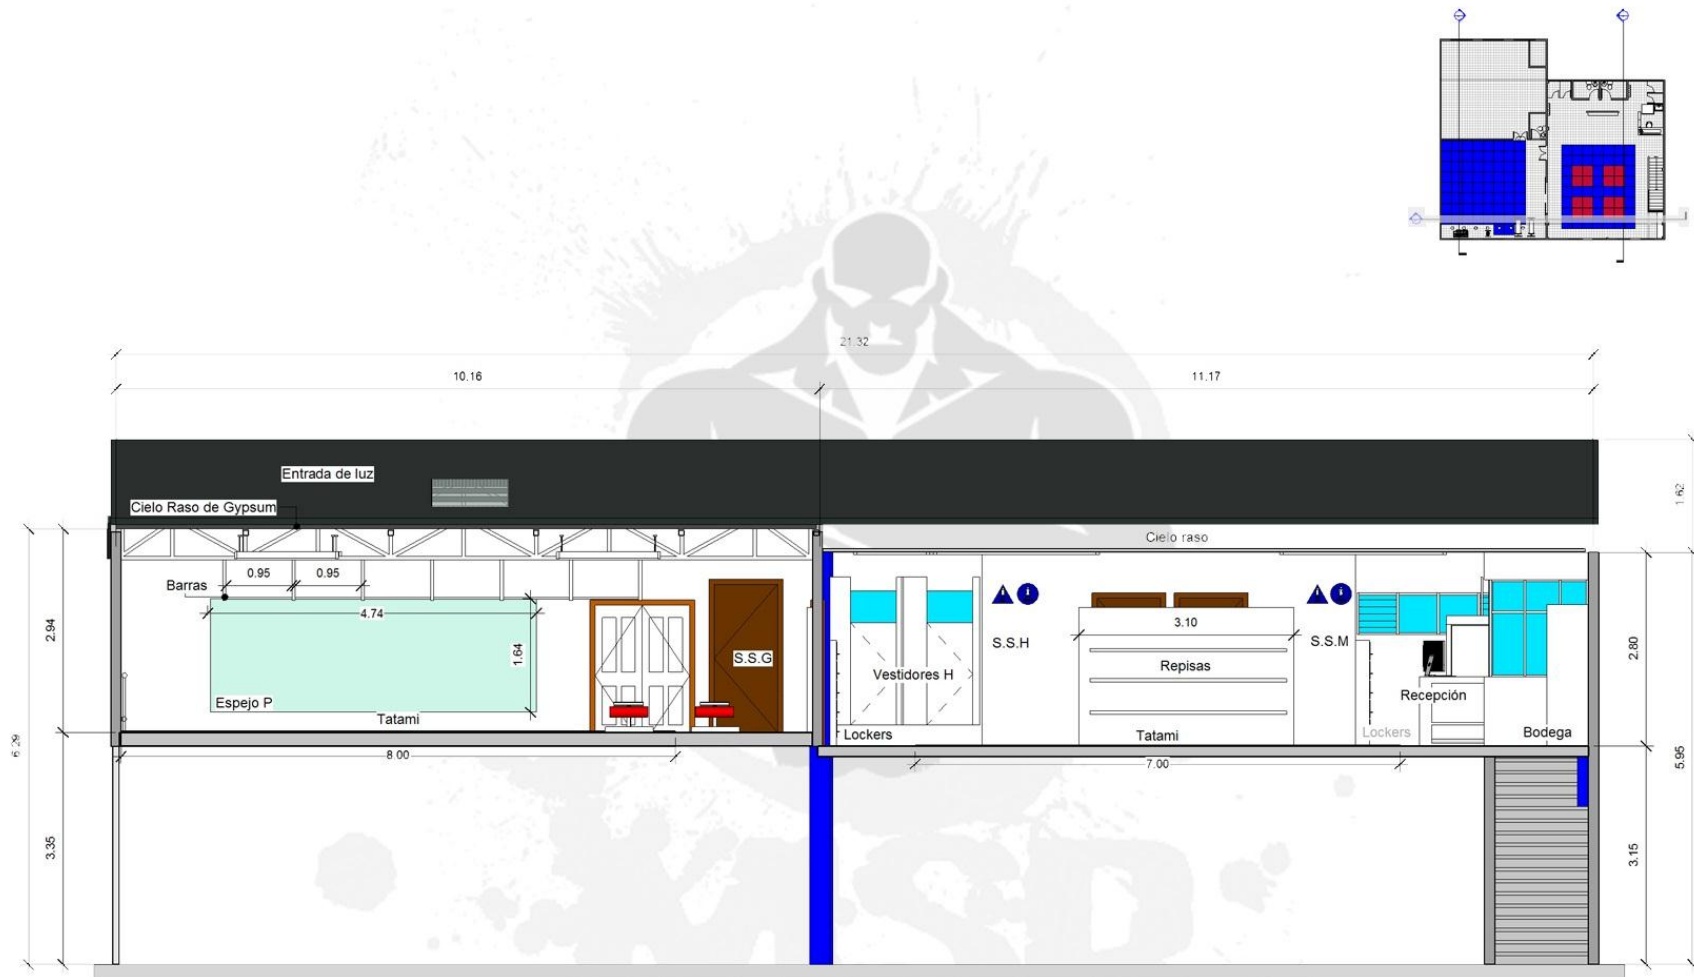 21.32
10.16
11.17
Entrada de luz
Cielo Raso de Gypsum
1.62
Cielo raso
0.95
0.95
Barras
4.74
2.94
1.64
S.S.G
Espejo P
Tatami
8.00
S.S.H
S.S.M
3.10
Repisas
Vestidores H
Recepción
Lockers
Tatami
Lockers
Bodega
2.80
7.00
6.29
5.95
3.35
3.15
MSD